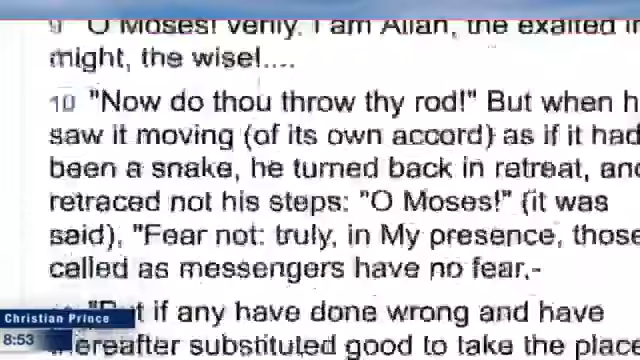 9 "O Moses! verily, I am Allah, the exalted in
might, the wise!....
10 "Now do thou throw thy rod!" But when h
saw it moving (of its own accord) as if it had
been a snake, he turned back in retreat, and
retraced not his steps: "O Moses!" (it was
said), "Fear not: truly, in My presence, those
called as messengers have no fear,-
if any have done wrong and have
thereafter substituted good to take the place
Christian Prince
8:53